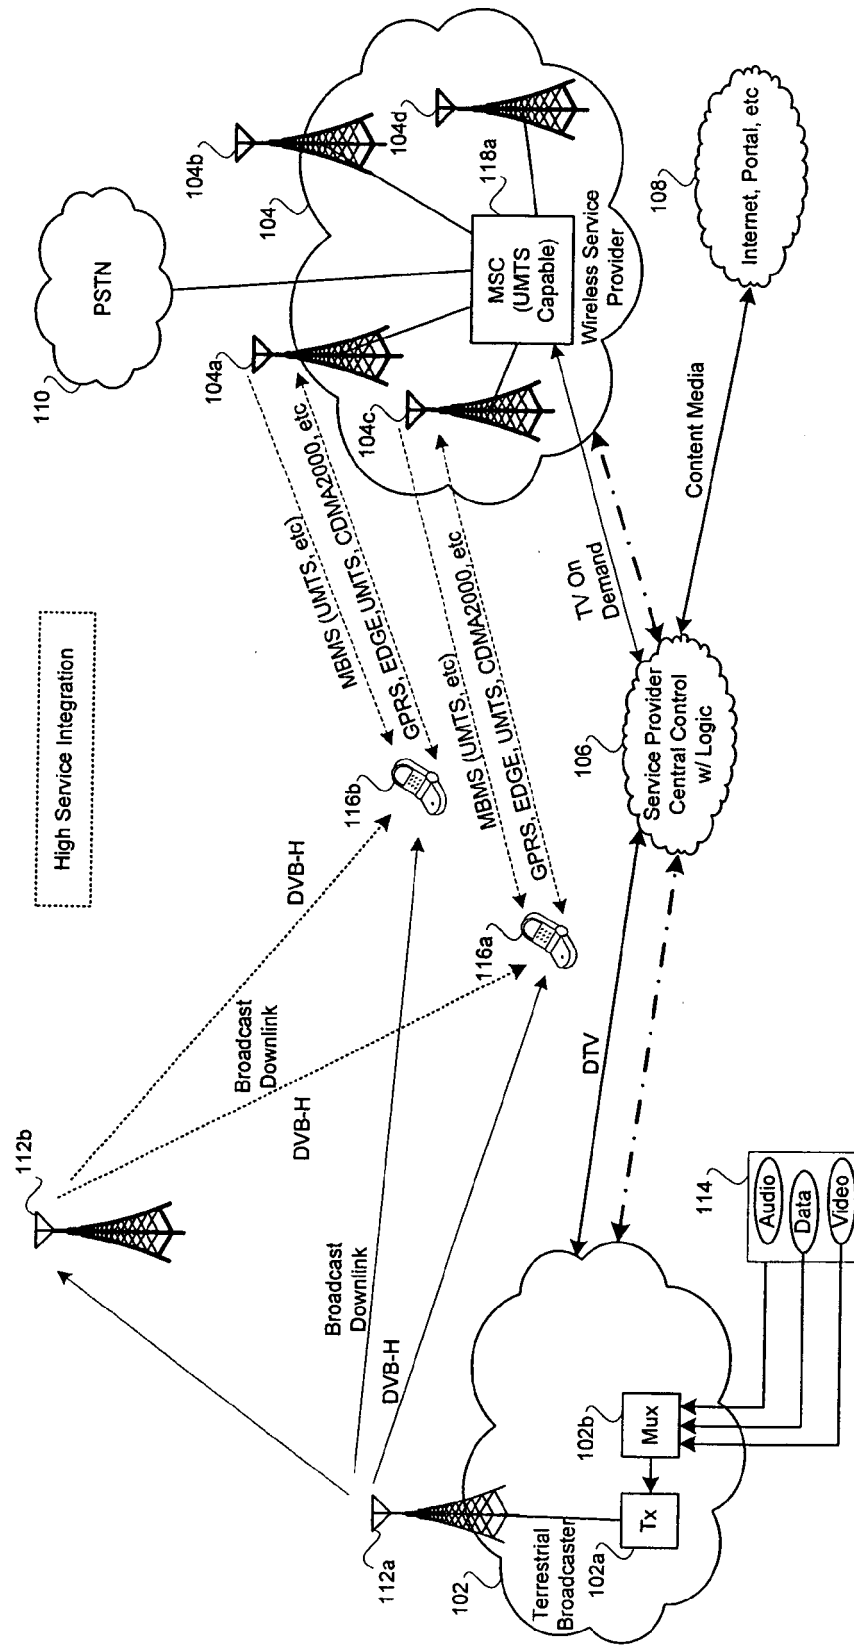 High Service Integration
112b
DVB-H
Broadcast
Downlink
DVB-H
Broadcast
Downlink
DVB-H
112a
102
Terrestrial
Broadcaster
102a
Tx
102b
Mux
114
Audio
Data
Video
116b
116a
MBMS (UMTS, etc)
GPRS, EDGE,UMTS, CDMA2000, etc
MBMS (UMTS, etc)
GPRS, EDGE, UMTS, CDMA2000, etc
110
PSTN
104a
104b
104
104c
104d
118a
MSC
(UMTS
Capable)
Wireless Service
Provider
TV On
Demand
DTV
106
Service Provider
Central Control
w/ Logic
Content Media
108
Internet, Portal, etc